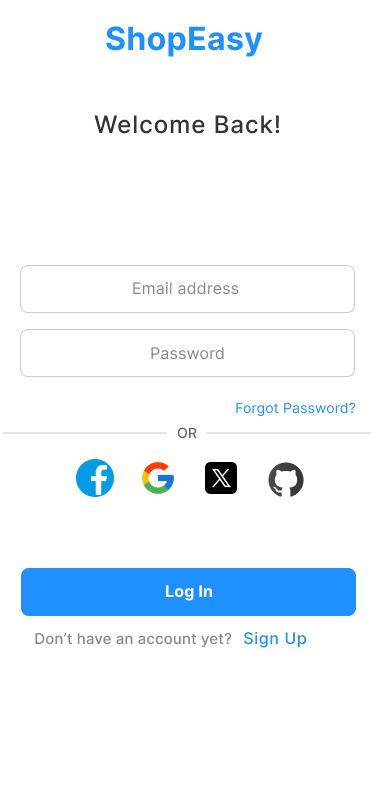 ShopEasy
Welcome Back!
Email address
Password
Forgot Password?
OR
Log In
Don’t have an account yet? Sign Up